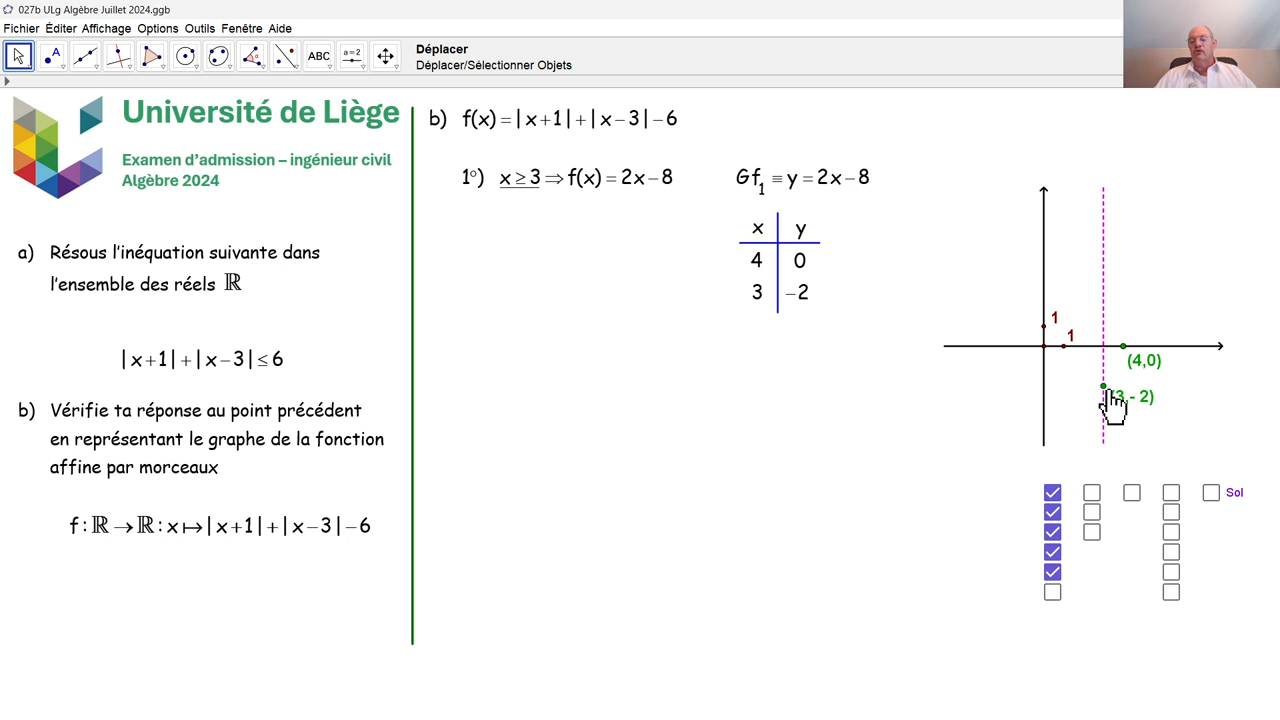 027b ULg Algèbre Juillet 2024.ggb
Fichier Éditer Affichage Options Outils Fenêtre Aide
A
ABC
a=2
Déplacer
Déplacer/Sélectionner Objets
Université de Liège
Examen d'admission – ingénieur civil
Algèbre 2024
a) Résous l'inéquation suivante dans
l'ensemble des réels ℝ
|x+1|+|x−3|≤6
b) Vérifie ta réponse au point précédent
en représentant le graphe de la fonction
affine par morceaux
f:ℝ→ℝ:x↦|x+1|+|x−3|−6
b) f(x)=|x+1|+|x−3|−6
1°) x≥3⇒f(x)=2x−8
Gf₁≡y=2x−8
x y
4 0
3 −2
1
1
(4,0)
3,- 2)
Sol